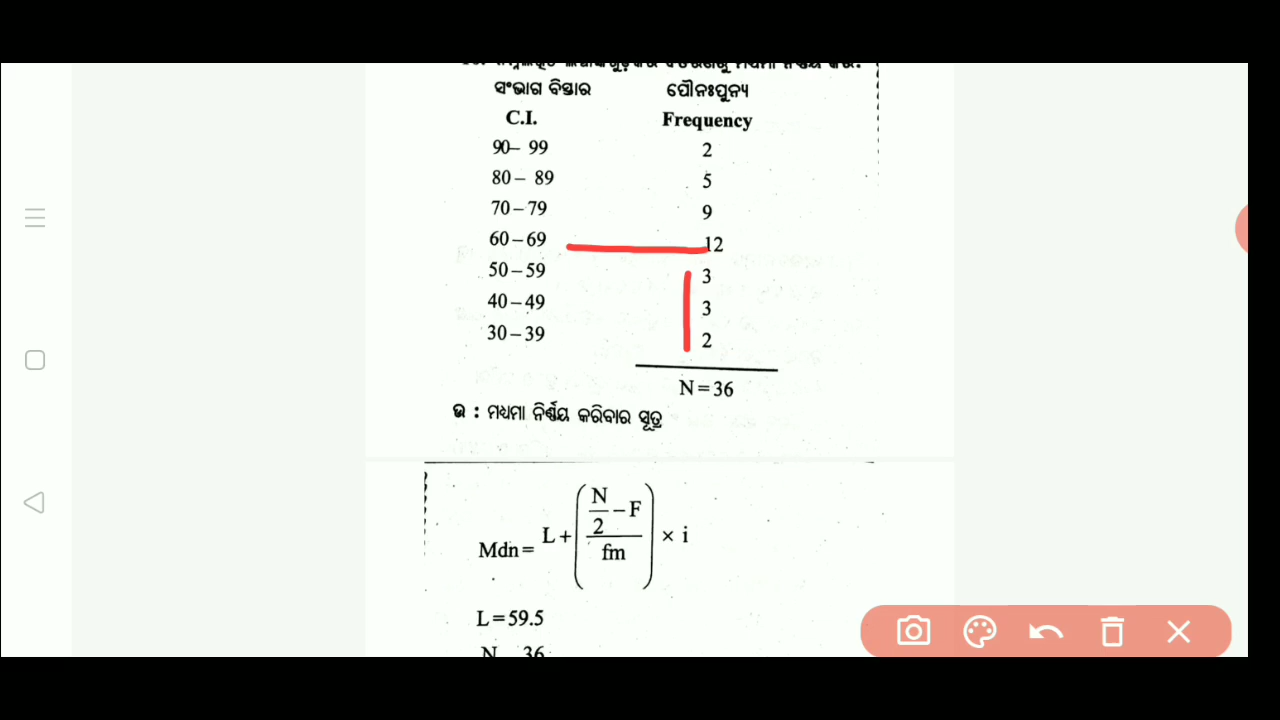 ସଂଭାଗ ବିସ୍ତାର ପୌନଃପୁନ୍ୟ
C.I. Frequency
90– 99 2
80 – 89 5
70 – 79 9
60 – 69 12
50 – 59 3
40 – 49 3
30 – 39 2
N = 36
ଉ : ମଧ୍ୟମା ନିର୍ଣ୍ଣୟ କରିବାର ସୂତ୍ର
Mdn = L + ( (N/2 – F) / fm ) × i
L = 59.5
N 36